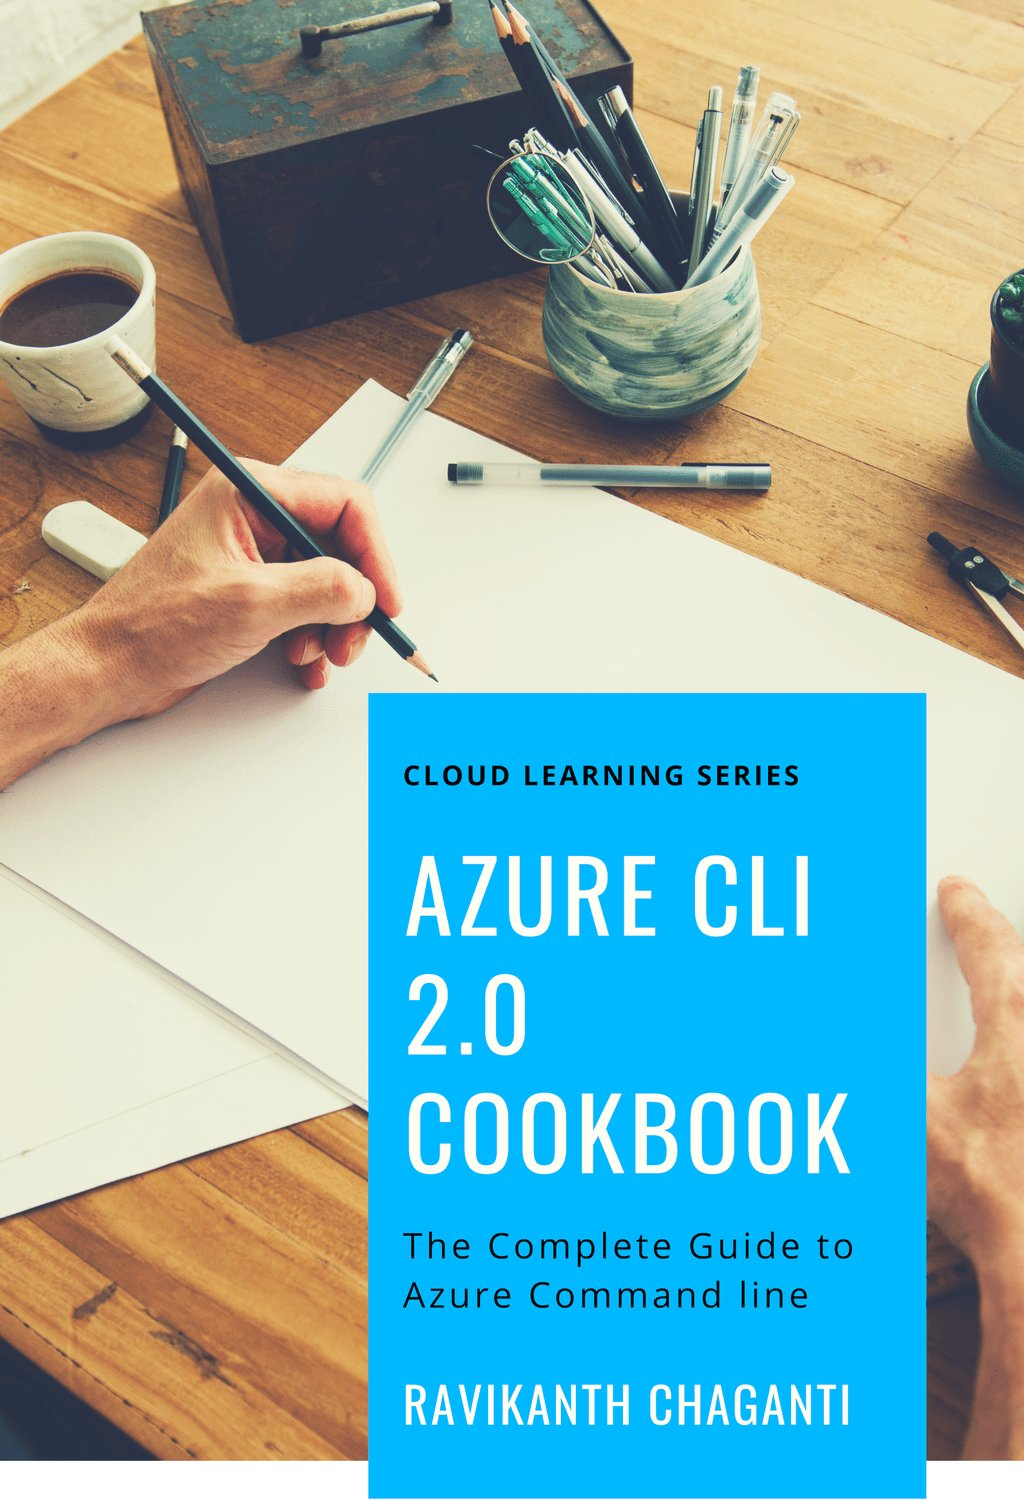 CLOUD LEARNING SERIES
AZURE CLI
2.0
COOKBOOK
The Complete Guide to
Azure Command line
RAVIKANTH CHAGANTI